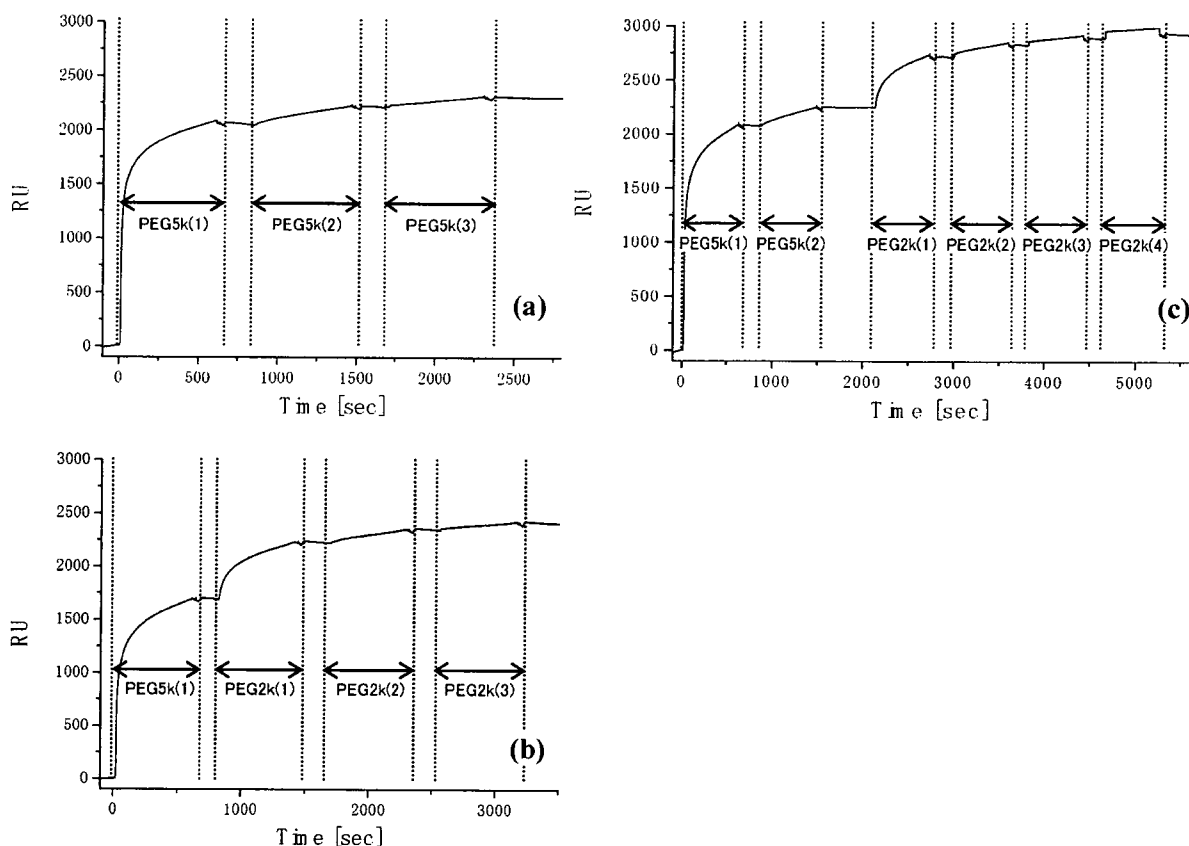 3000
2500
2000
1500
1000
500
0
RU
PEG5k(1)
PEG5k(2)
PEG5k(3)
(a)
0
500
1000
1500
2000
2500
Time [sec]
3000
2500
2000
1500
1000
500
0
RU
PEG5k(1)
PEG5k(2)
PEG2k(1)
PEG2k(2)
PEG2k(3)
PEG2k(4)
(c)
0
1000
2000
3000
4000
5000
Time [sec]
3000
2500
2000
1500
1000
500
0
RU
PEG5k(1)
PEG2k(1)
PEG2k(2)
PEG2k(3)
(b)
0
1000
2000
3000
Time [sec]